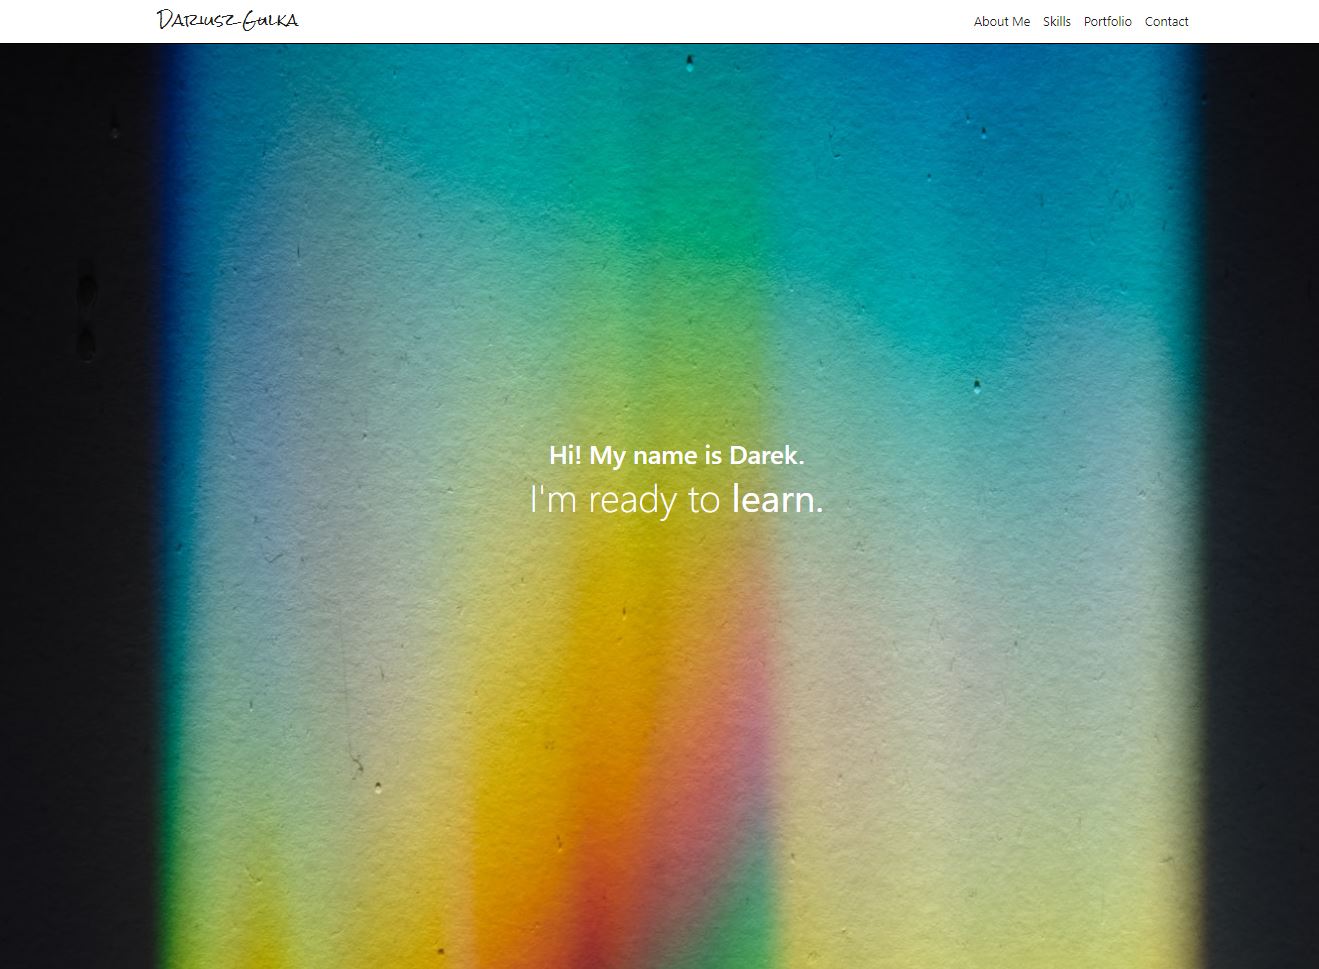 Dariusz Gulka
About Me Skills Portfolio Contact
Hi! My name is Darek.
I'm ready to learn.